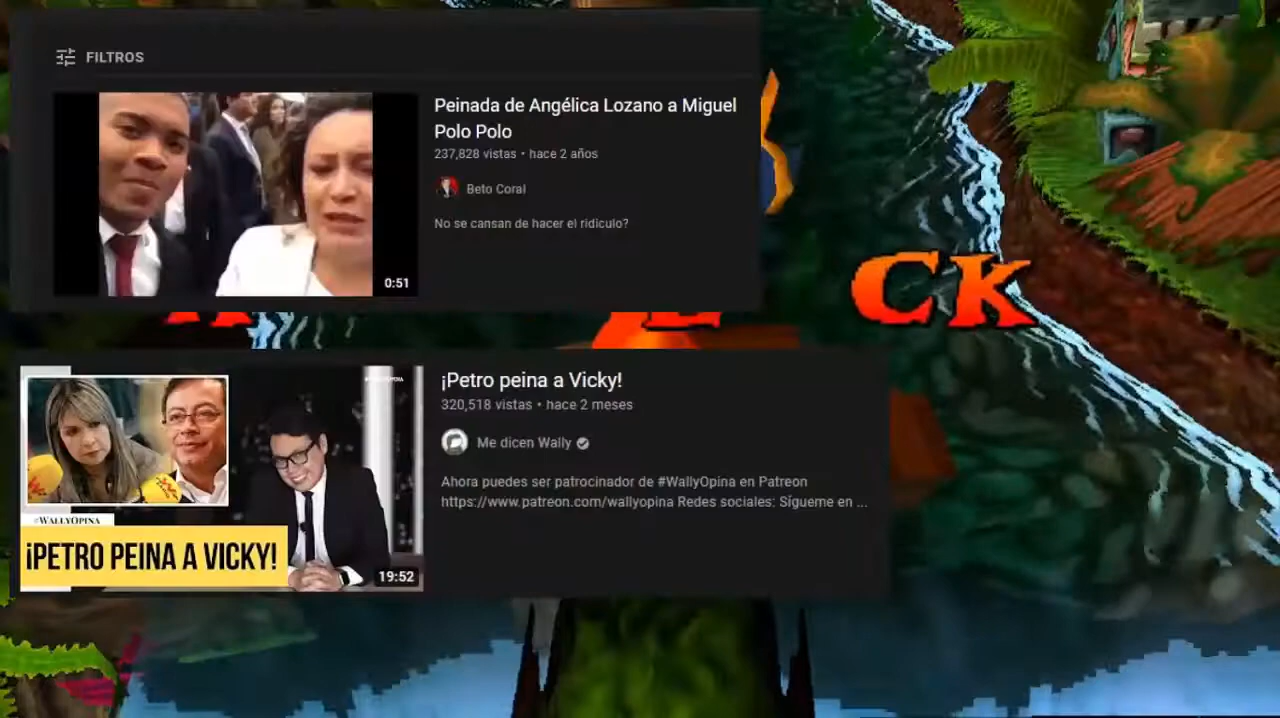 FILTROS
Peinada de Angélica Lozano a Miguel
Polo Polo
237,828 vistas • hace 2 años
Beto Coral
No se cansan de hacer el ridiculo?
0:51
CK
¡Petro peina a Vicky!
320,518 vistas • hace 2 meses
Me dicen Wally
Ahora puedes ser patrocinador de #WallyOpina en Patreon
https://www.patreon.com/wallyopina Redes sociales: Sígueme en ...
#WALLYOPINA
¡PETRO PEINA A VICKY!
19:52